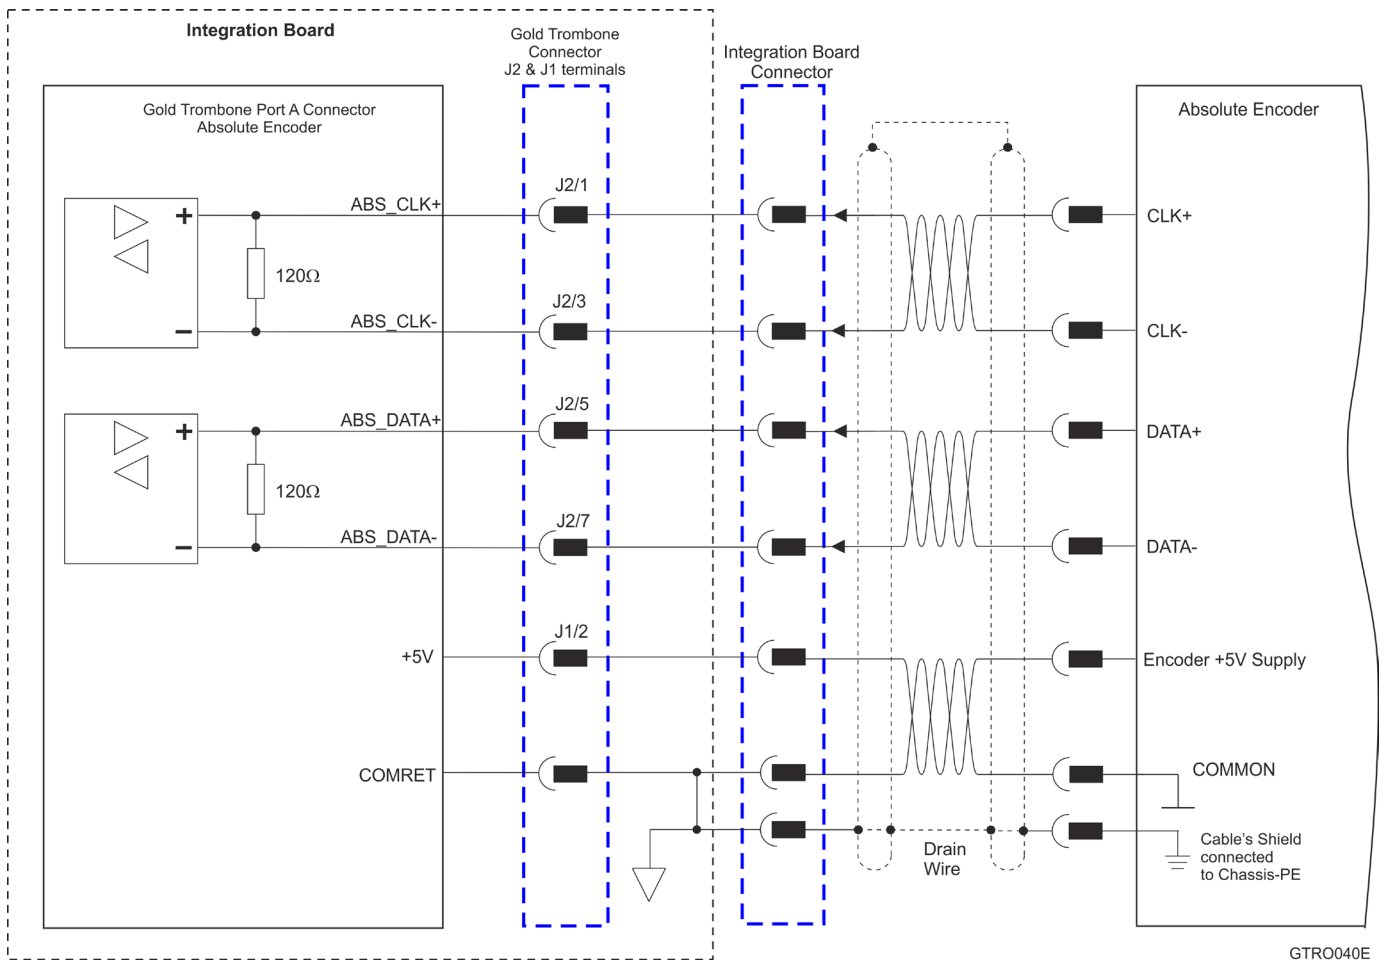 Integration Board
Gold Trombone
Connector
J2 & J1 terminals
Integration Board
Connector
Gold Trombone Port A Connector
Absolute Encoder
Absolute Encoder
+
ABS_CLK+
J2/1
CLK+
120Ω
−
ABS_CLK-
J2/3
CLK-
+
ABS_DATA+
J2/5
DATA+
120Ω
−
ABS_DATA-
J2/7
DATA-
+5V
J1/2
Encoder +5V Supply
COMRET
COMMON
Drain
Wire
Cable's Shield
connected
to Chassis-PE
GTRO040E